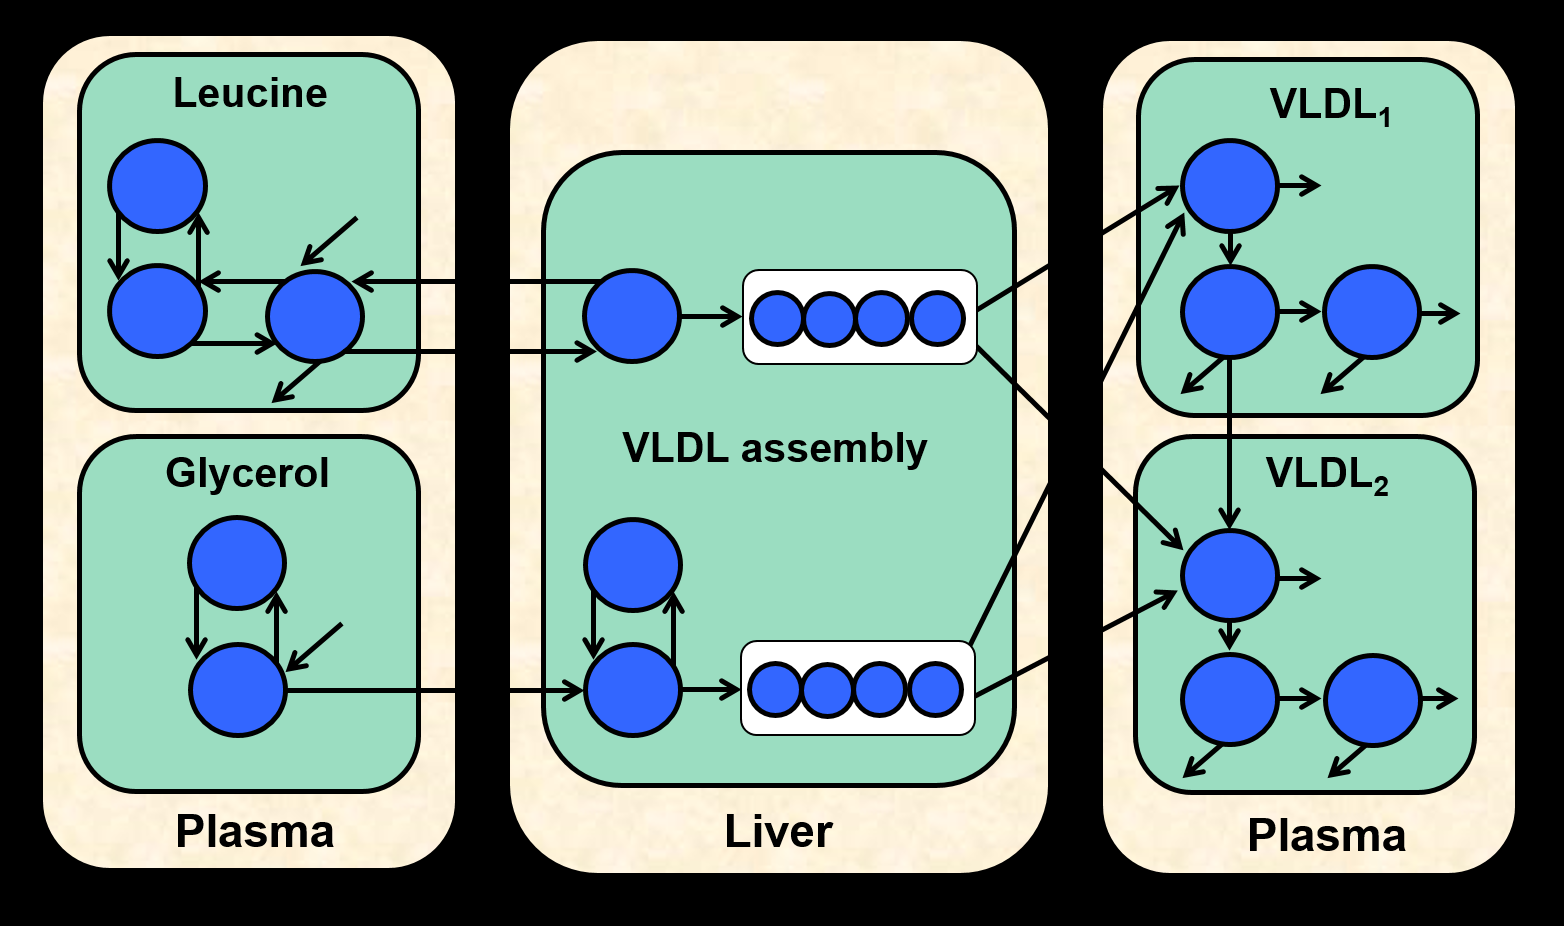 Leucine
Glycerol
Plasma
VLDL assembly
Liver
VLDL₁
VLDL₂
Plasma